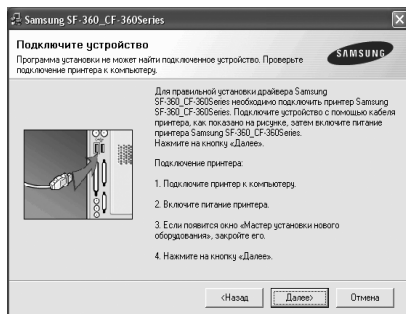 Samsung SF-360_CF-360Series
Подключите устройство
Программа установки не может найти подключенное устройство. Проверьте
подключение принтера к компьютеру.
SAMSUNG
Для правильной установки драйвера Samsung
SF-360_CF-360Series необходимо подключить принтер Samsung
SF-360_CF-360Series. Подключите устройство с помощью кабеля
принтера, как показано на рисунке, затем включите питание
принтера Samsung SF-360_CF-360Series.
Нажмите на кнопку «Далее».
Подключение принтера:
1. Подключите принтер к компьютеру.
2. Включите питание принтера.
3. Если появится окно «Мастер установки нового
оборудования», закройте его.
4. Нажмите на кнопку «Далее».
<Назад
Далее>
Отмена